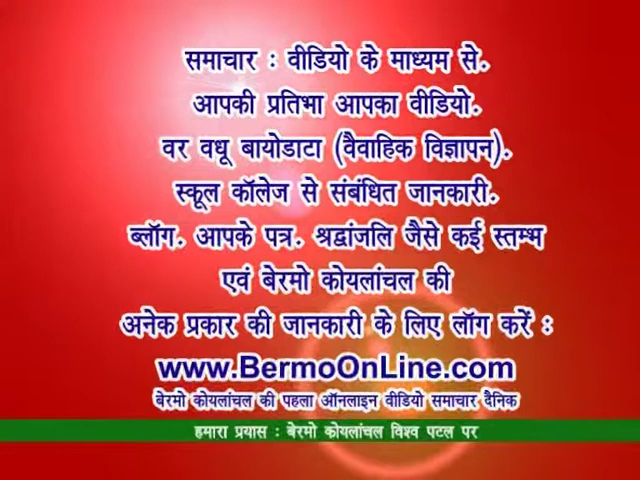 समाचार : वीडियो के माध्यम से.
आपकी प्रतिभा आपका वीडियो.
वर वधू बायोडाटा (वैवाहिक विज्ञापन).
स्कूल कॉलेज से संबंधित जानकारी.
ब्लॉग. आपके पत्र. श्रद्वांजलि जैसे कई स्तम्भ
एवं बेरमो कोयलांचल की
अनेक प्रकार की जानकारी के लिए लॉग करें :
www.BermoOnLine.com
बेरमो कोयलांचल की पहला ऑनलाइन वीडियो समाचार दैनिक
हमारा प्रयास : बेरमो कोयलांचल विश्व पटल पर